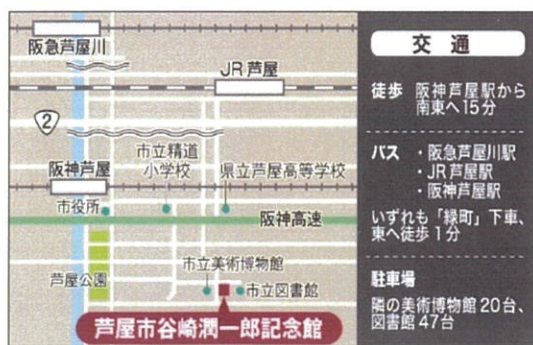 阪急芦屋川
JR芦屋
2
阪神芦屋
市立精道
小学校
県立芦屋高等学校
市役所
阪神高速
芦屋公園
市立美術博物館
市立図書館
芦屋市谷崎潤一郎記念館
交通
徒歩 阪神芦屋駅から
南東へ15分
バス ・阪急芦屋川駅
・JR芦屋駅
・阪神芦屋駅
いずれも「緑町」下車、
東へ徒歩1分
駐車場
隣の美術博物館20台、
図書館47台